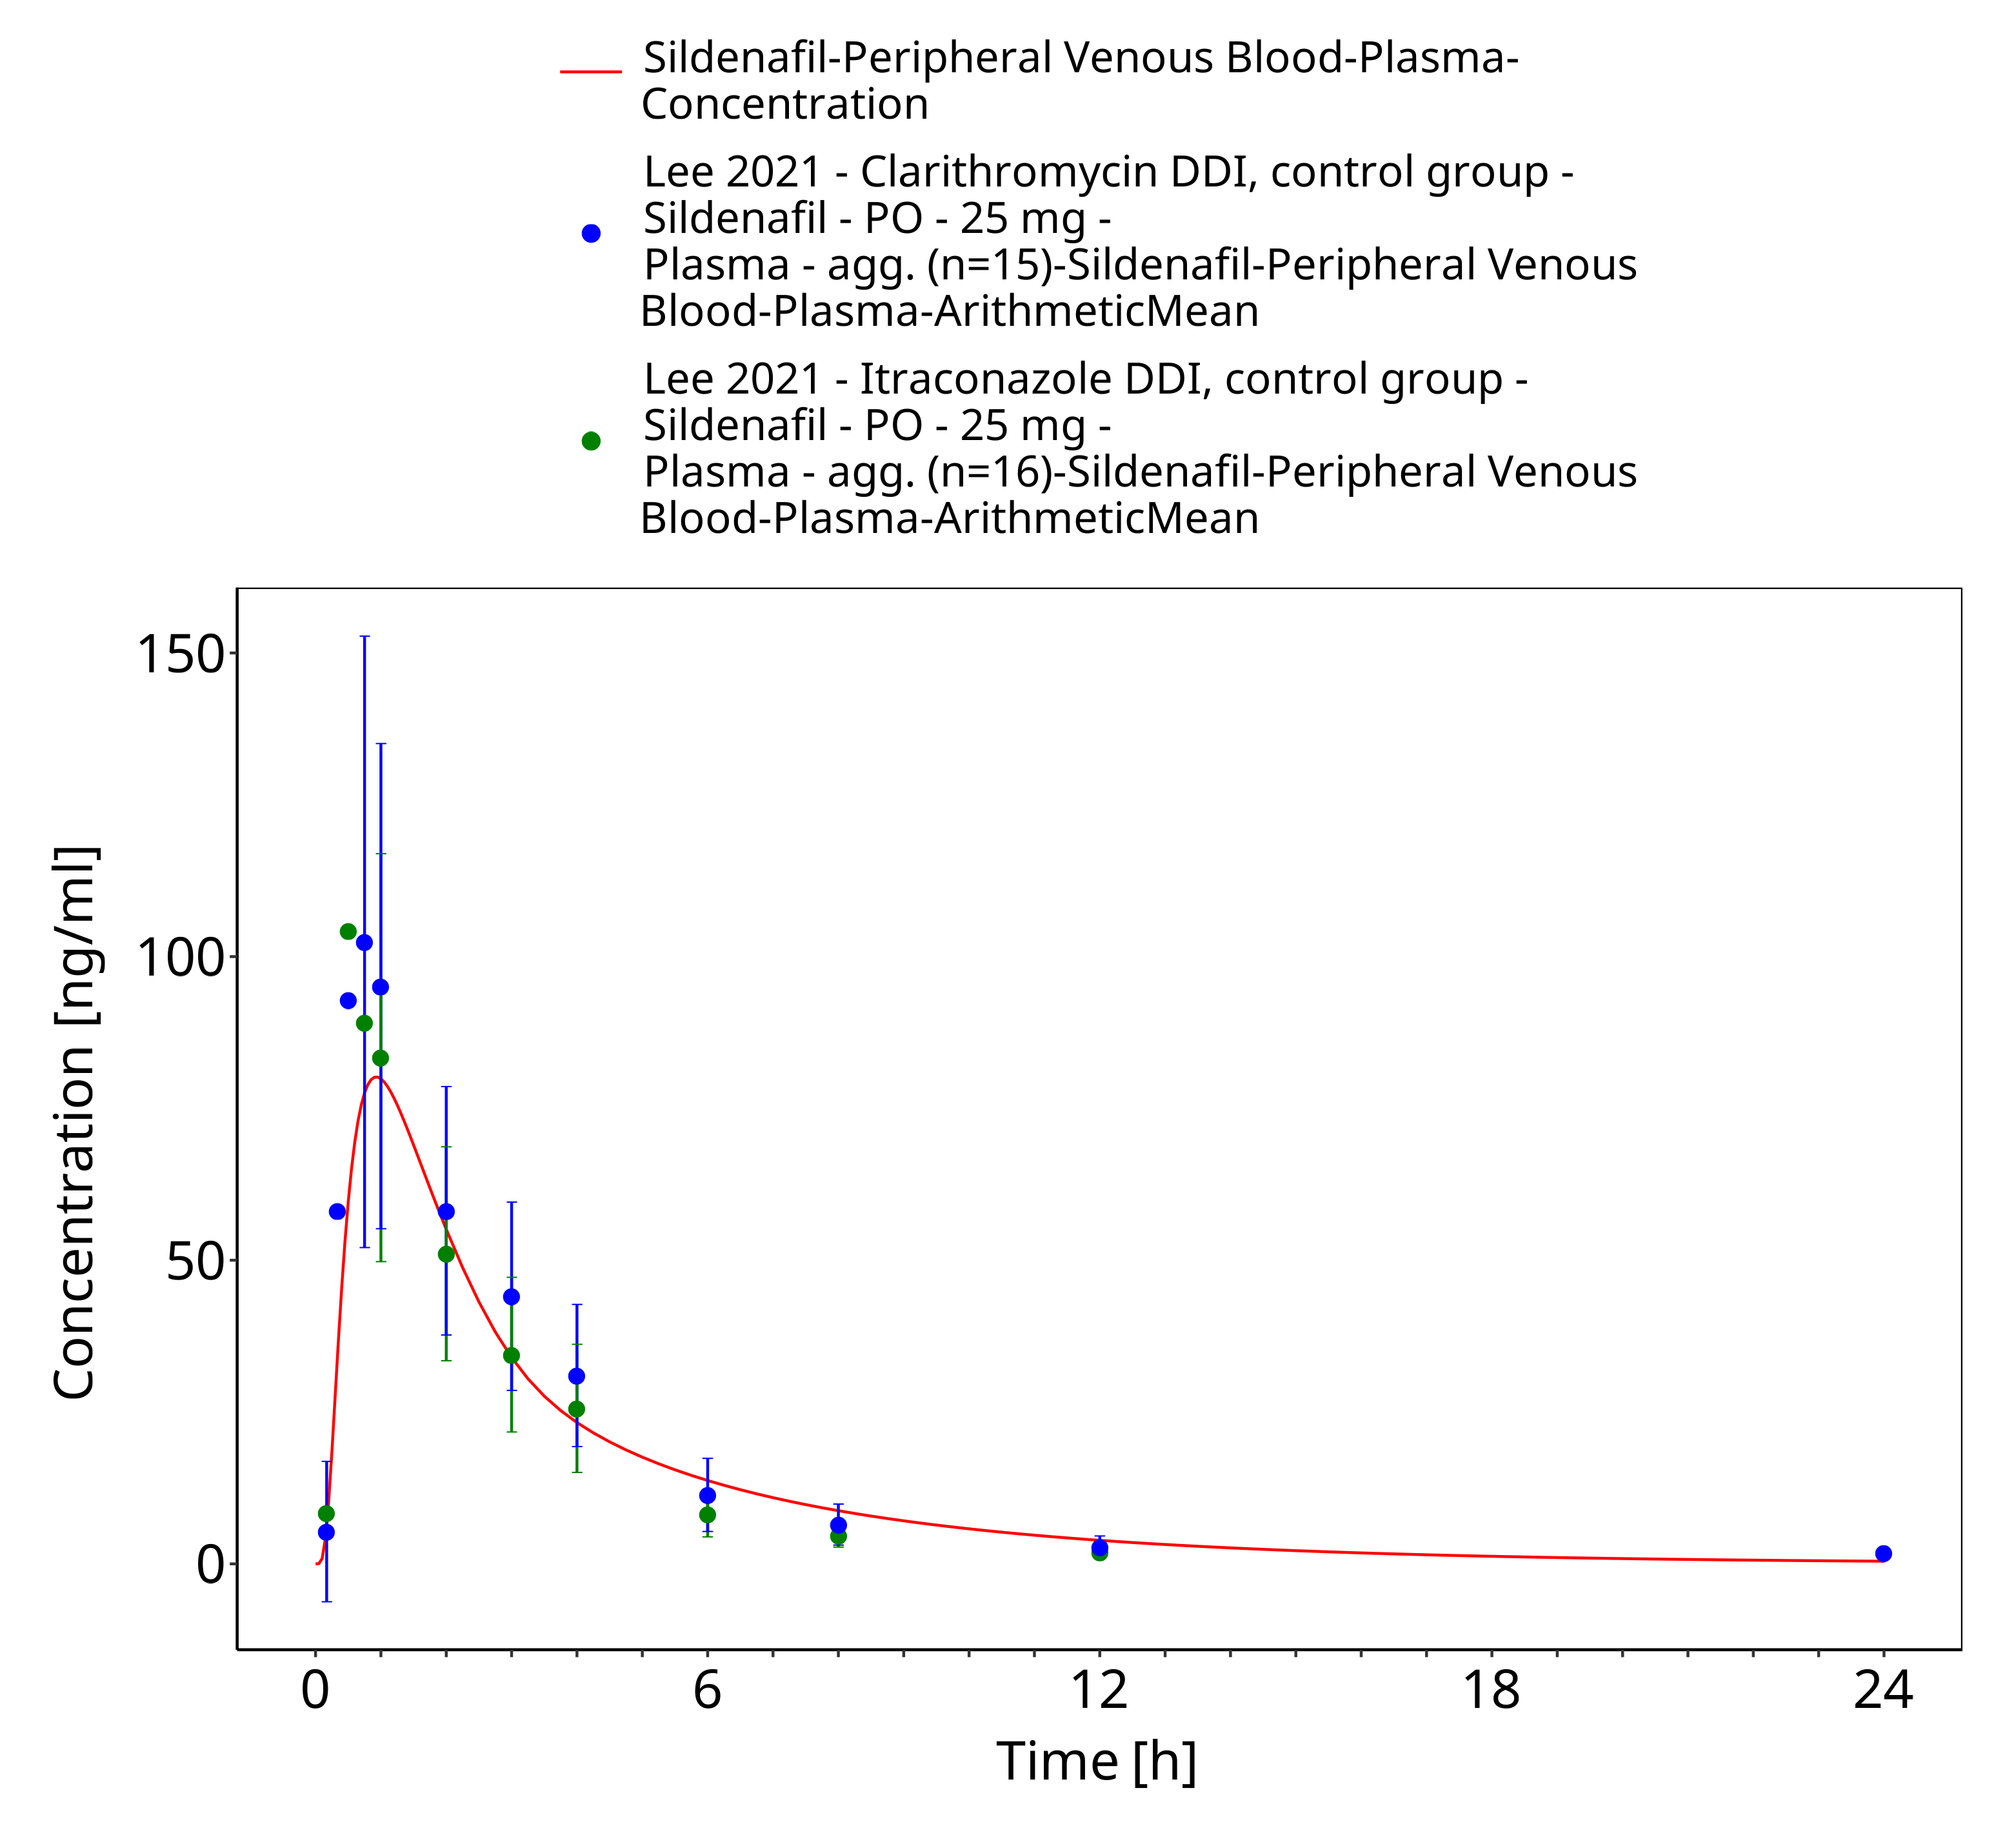 Sildenafil-Peripheral Venous Blood-Plasma-
Concentration
Lee 2021 - Clarithromycin DDI, control group -
Sildenafil - PO - 25 mg -
Plasma - agg. (n=15)-Sildenafil-Peripheral Venous
Blood-Plasma-ArithmeticMean
Lee 2021 - Itraconazole DDI, control group -
Sildenafil - PO - 25 mg -
Plasma - agg. (n=16)-Sildenafil-Peripheral Venous
Blood-Plasma-ArithmeticMean
Concentration [ng/ml]
150
100
50
0
0 6 12 18 24
Time [h]